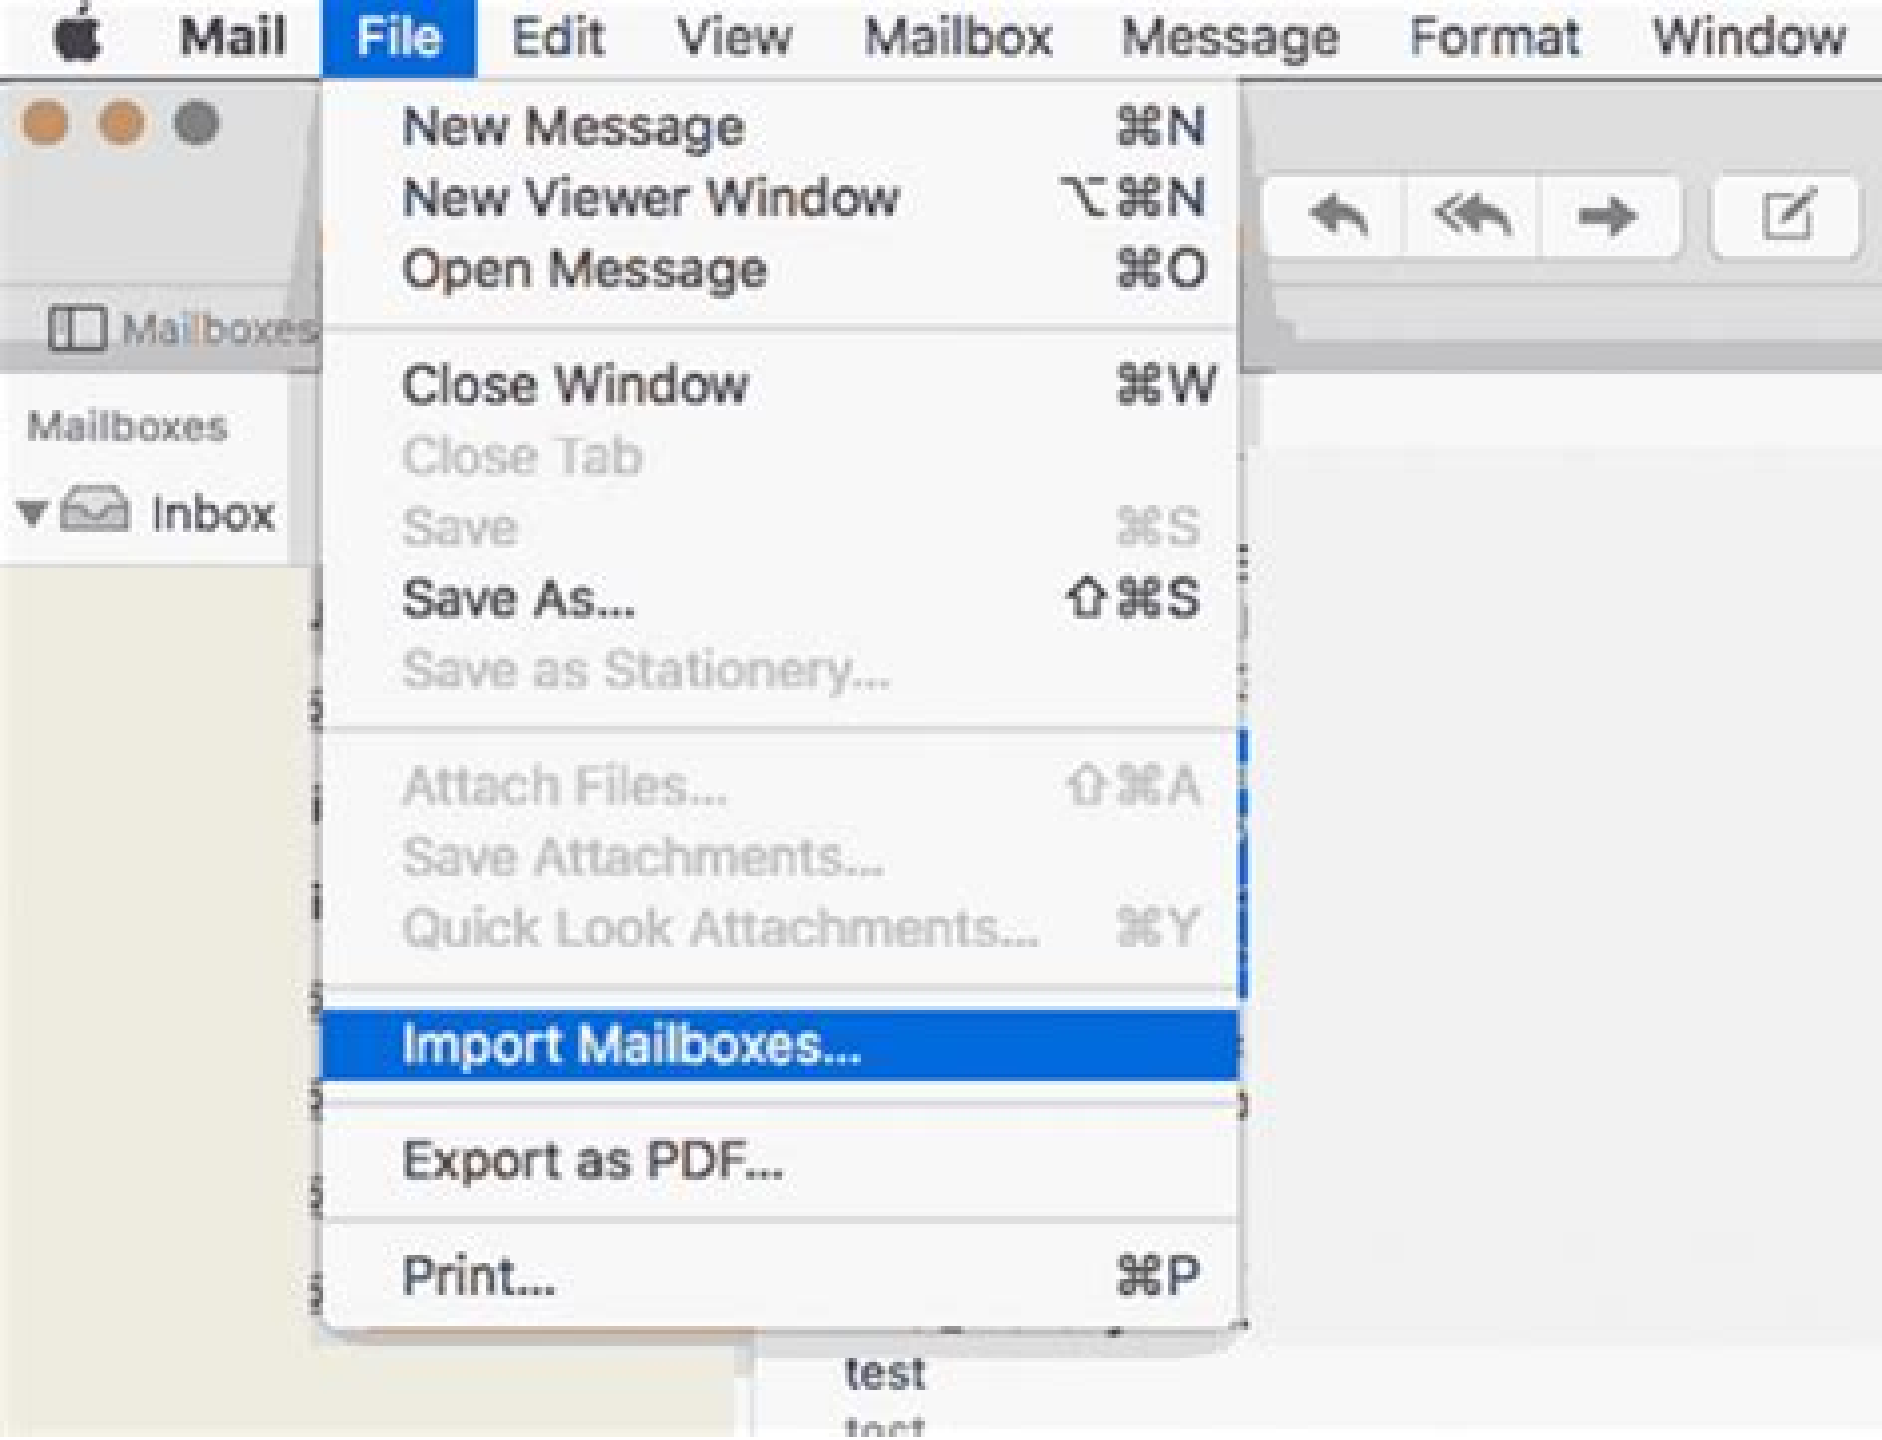 Mail File Edit View Mailbox Message Format Window
New Message ⌘N
New Viewer Window ⌥⌘N
Open Message ⌘O
Mailboxes
Close Window ⌘W
Mailboxes
Close Tab
Inbox
Save ⌘S
Save As... ⇧⌘S
Save as Stationery...
Attach Files... ⇧⌘A
Save Attachments...
Quick Look Attachments... ⌘Y
Import Mailboxes...
Export as PDF...
Print... ⌘P
test